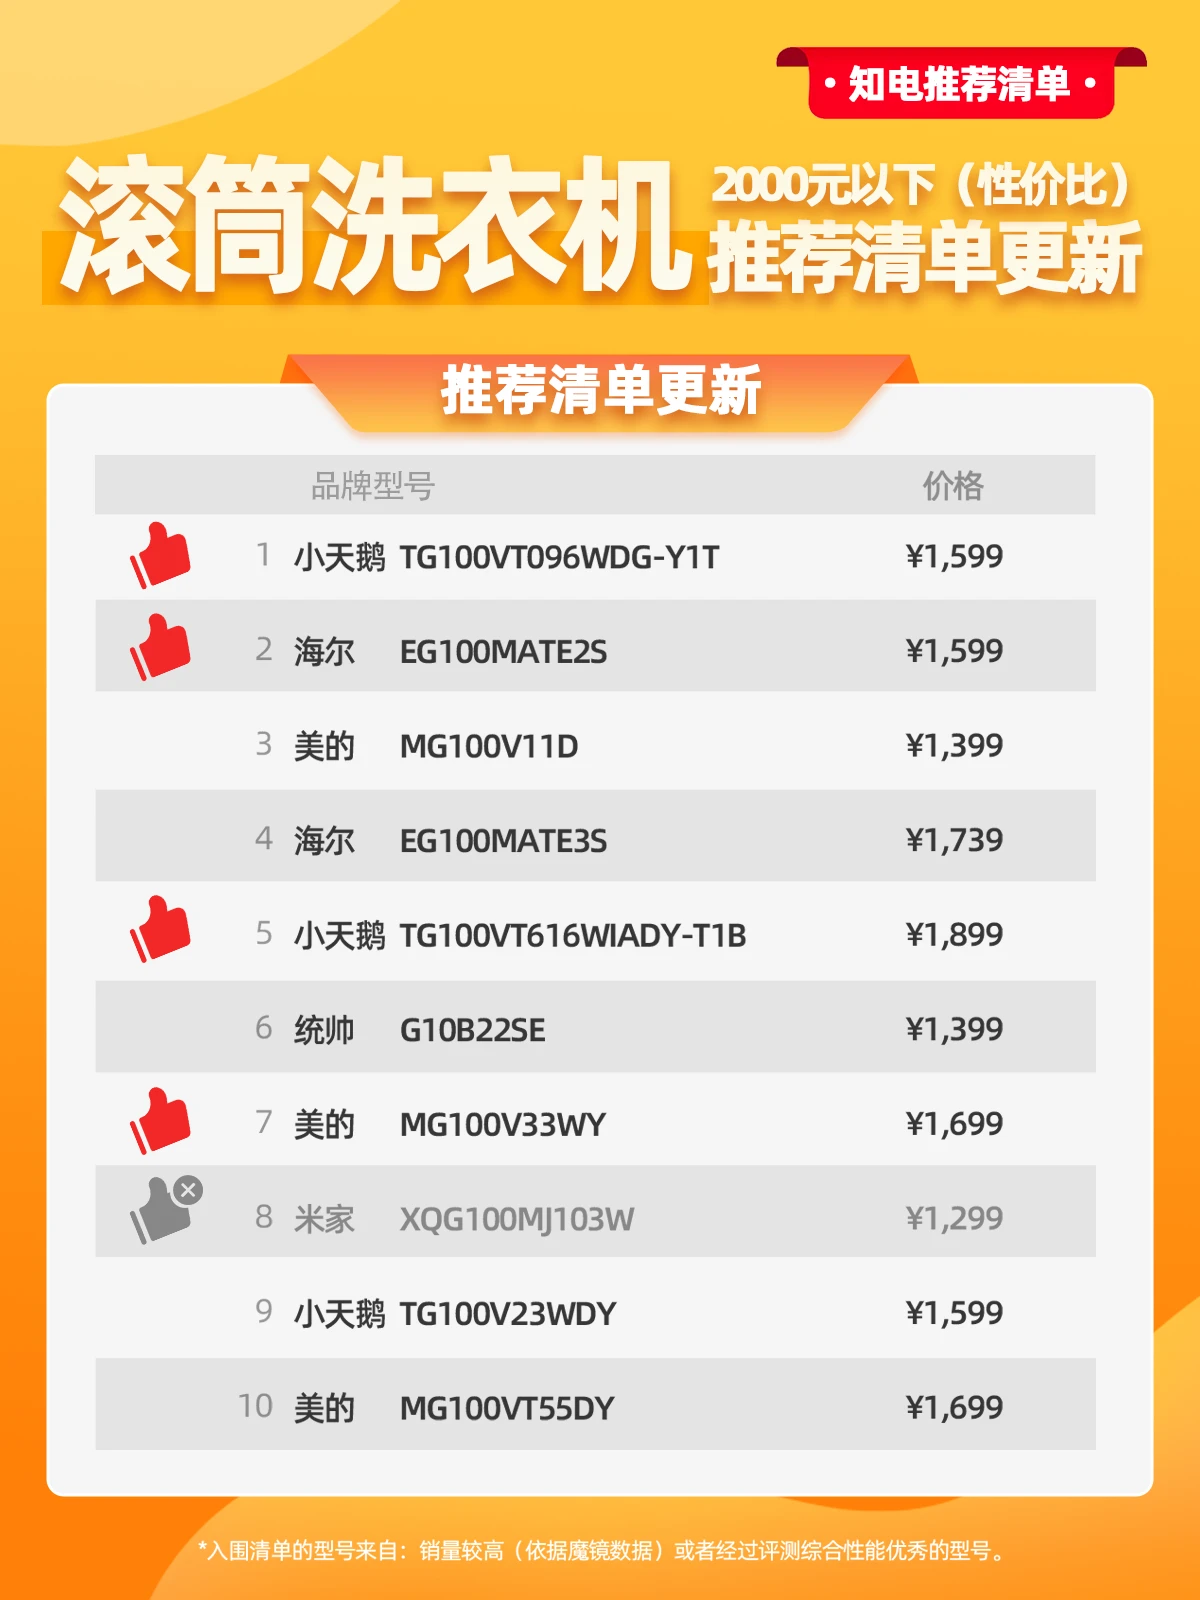 ·知电推荐清单·
滚筒洗衣机
2000元以下（性价比）
推荐清单更新
推荐清单更新
品牌型号 价格
1 小天鹅 TG100VT096WDG-Y1T ¥1,599
2 海尔 EG100MATE2S ¥1,599
3 美的 MG100V11D ¥1,399
4 海尔 EG100MATE3S ¥1,739
5 小天鹅 TG100VT616WIADY-T1B ¥1,899
6 统帅 G10B22SE ¥1,399
7 美的 MG100V33WY ¥1,699
8 米家 XQG100MJ103W ¥1,299
9 小天鹅 TG100V23WDY ¥1,599
10 美的 MG100VT55DY ¥1,699
*入围清单的型号来自：销量较高（依据魔镜数据）或者经过评测综合性能优秀的型号。